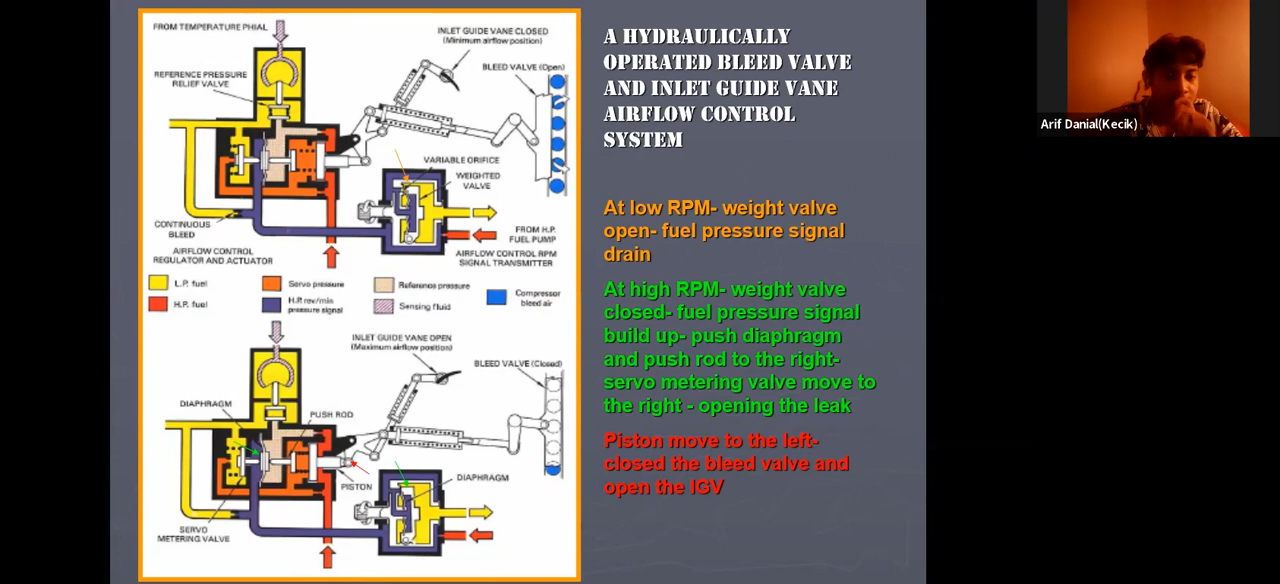 FROM TEMPERATURE PHIAL
INLET GUIDE VANE CLOSED
(Minimum airflow position)
REFERENCE PRESSURE
RELIEF VALVE
BLEED VALVE (Open)
VARIABLE ORIFICE
WEIGHTED
VALVE
CONTINUOUS
BLEED
FROM H.P.
FUEL PUMP
AIRFLOW CONTROL
REGULATOR AND ACTUATOR
AIRFLOW CONTROL RPM
SIGNAL TRANSMITTER
L.P. fuel
Servo pressure
Reference pressure
Compressor
bleed air
H.P. fuel
H.P. rev/min
pressure signal
Sensing fluid
INLET GUIDE VANE OPEN
(Maximum airflow position)
BLEED VALVE (Closed)
DIAPHRAGM
PUSH ROD
PISTON
DIAPHRAGM
SERVO
METERING VALVE
A HYDRAULICALLY
OPERATED BLEED VALVE
AND INLET GUIDE VANE
AIRFLOW CONTROL
SYSTEM
At low RPM- weight valve
open- fuel pressure signal
drain
At high RPM- weight valve
closed- fuel pressure signal
build up- push diaphragm
and push rod to the right-
servo metering valve move to
the right - opening the leak
Piston move to the left-
closed the bleed valve and
open the IGV
Arif Danial(Kecik)